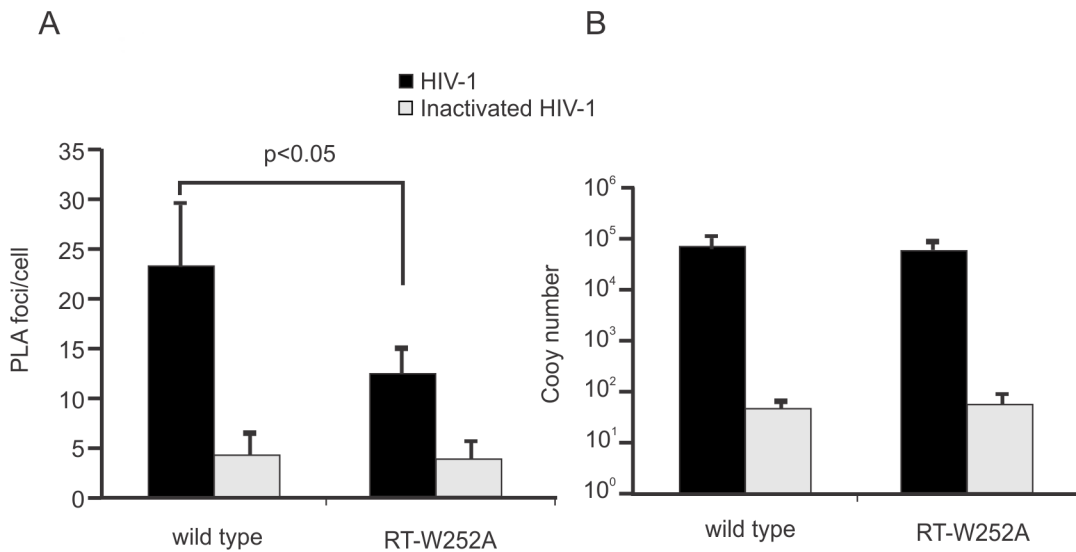 A
B
HIV-1
Inactivated HIV-1
PLA foci/cell
35
30
25
20
15
10
5
0
p<0.05
wild type
RT-W252A
Cooy number
10⁶
10⁵
10⁴
10³
10²
10¹
10⁰
wild type
RT-W252A